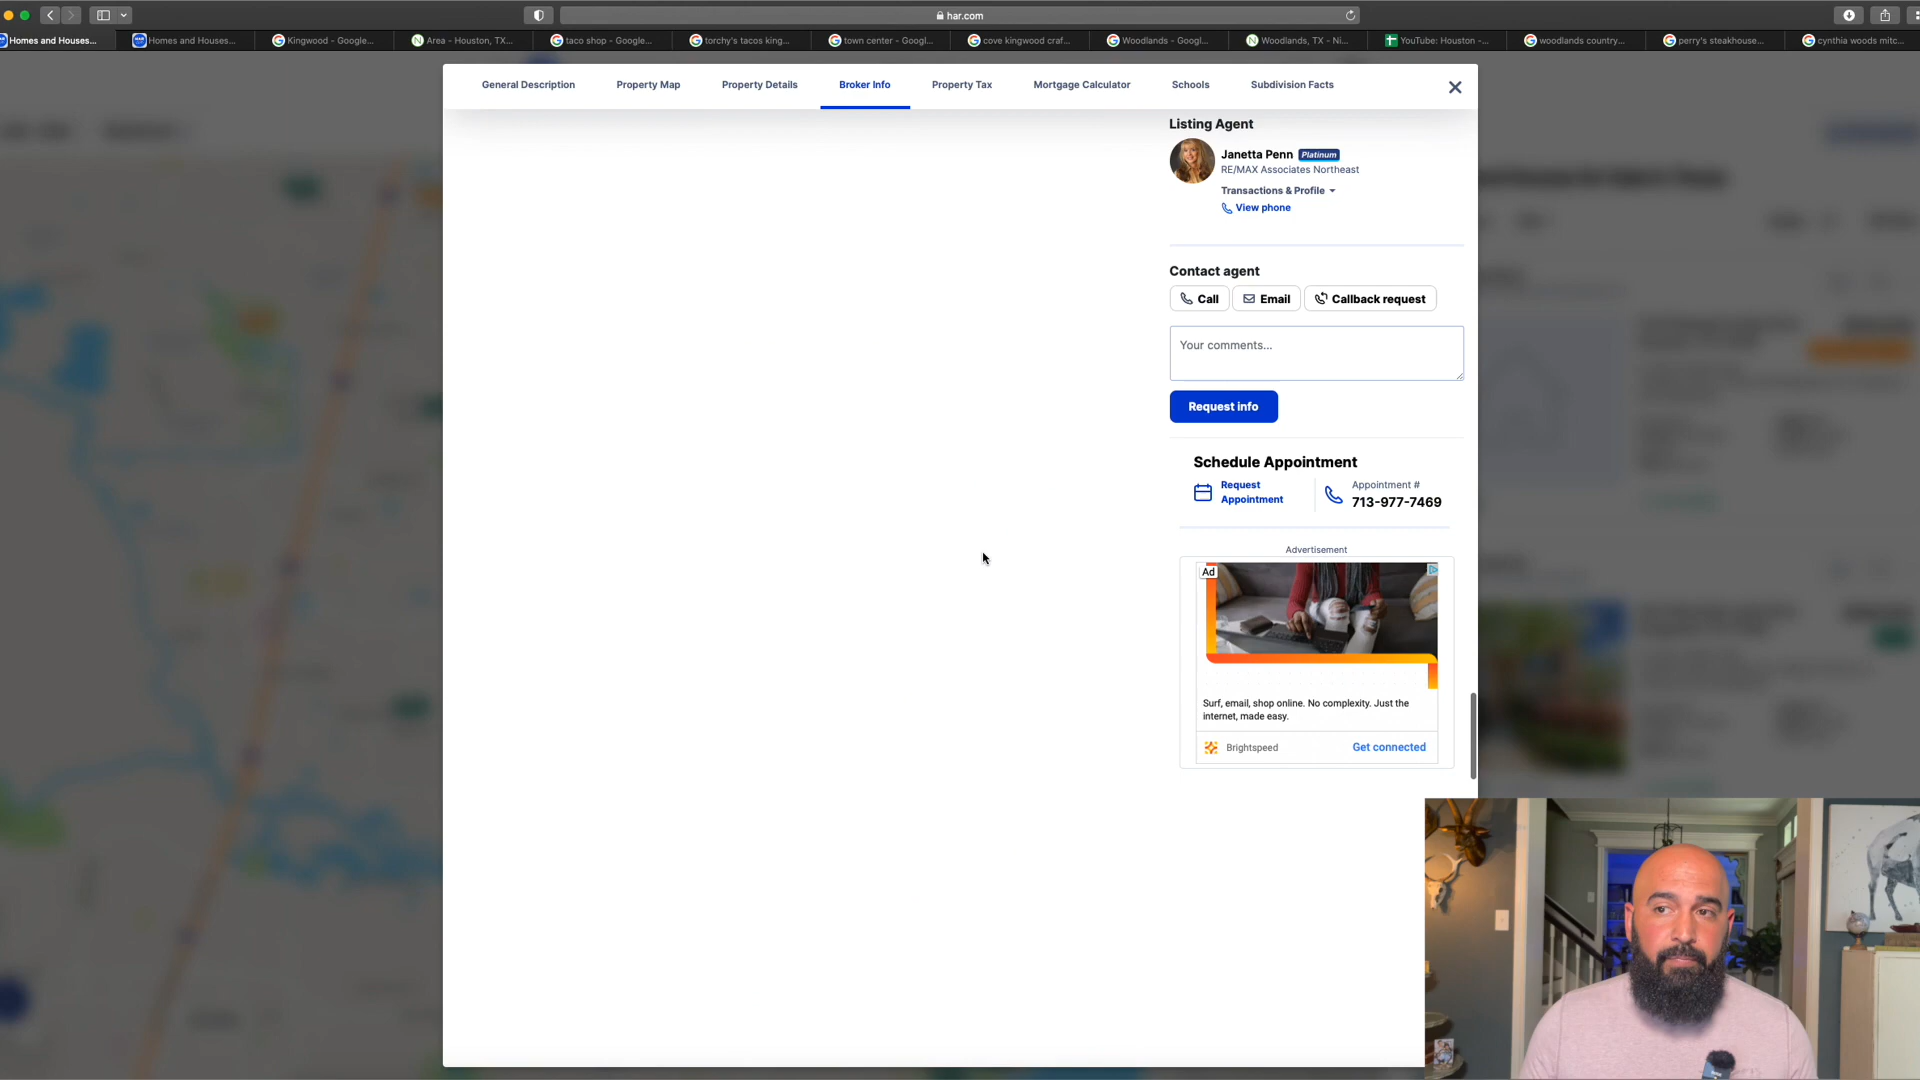 har.com
Homes and Houses...
Homes and Houses...
Kingwood - Google...
Area - Houston, TX...
taco shop - Google...
torchy's tacos king...
town center - Googl...
cove kingwood craf...
Woodlands - Googl...
Woodlands, TX - Ni...
YouTube: Houston -...
woodlands country...
perry's steakhouse...
cynthia woods mitc...
General Description
Property Map
Property Details
Broker Info
Property Tax
Mortgage Calculator
Schools
Subdivision Facts
Listing Agent
Janetta Penn Platinum
RE/MAX Associates Northeast
Transactions & Profile
View phone
Contact agent
Call
Email
Callback request
Your comments...
Request info
Schedule Appointment
Request
Appointment
Appointment #
713-977-7469
Advertisement
Ad
Surf, email, shop online. No complexity. Just the
internet, made easy.
Brightspeed
Get connected